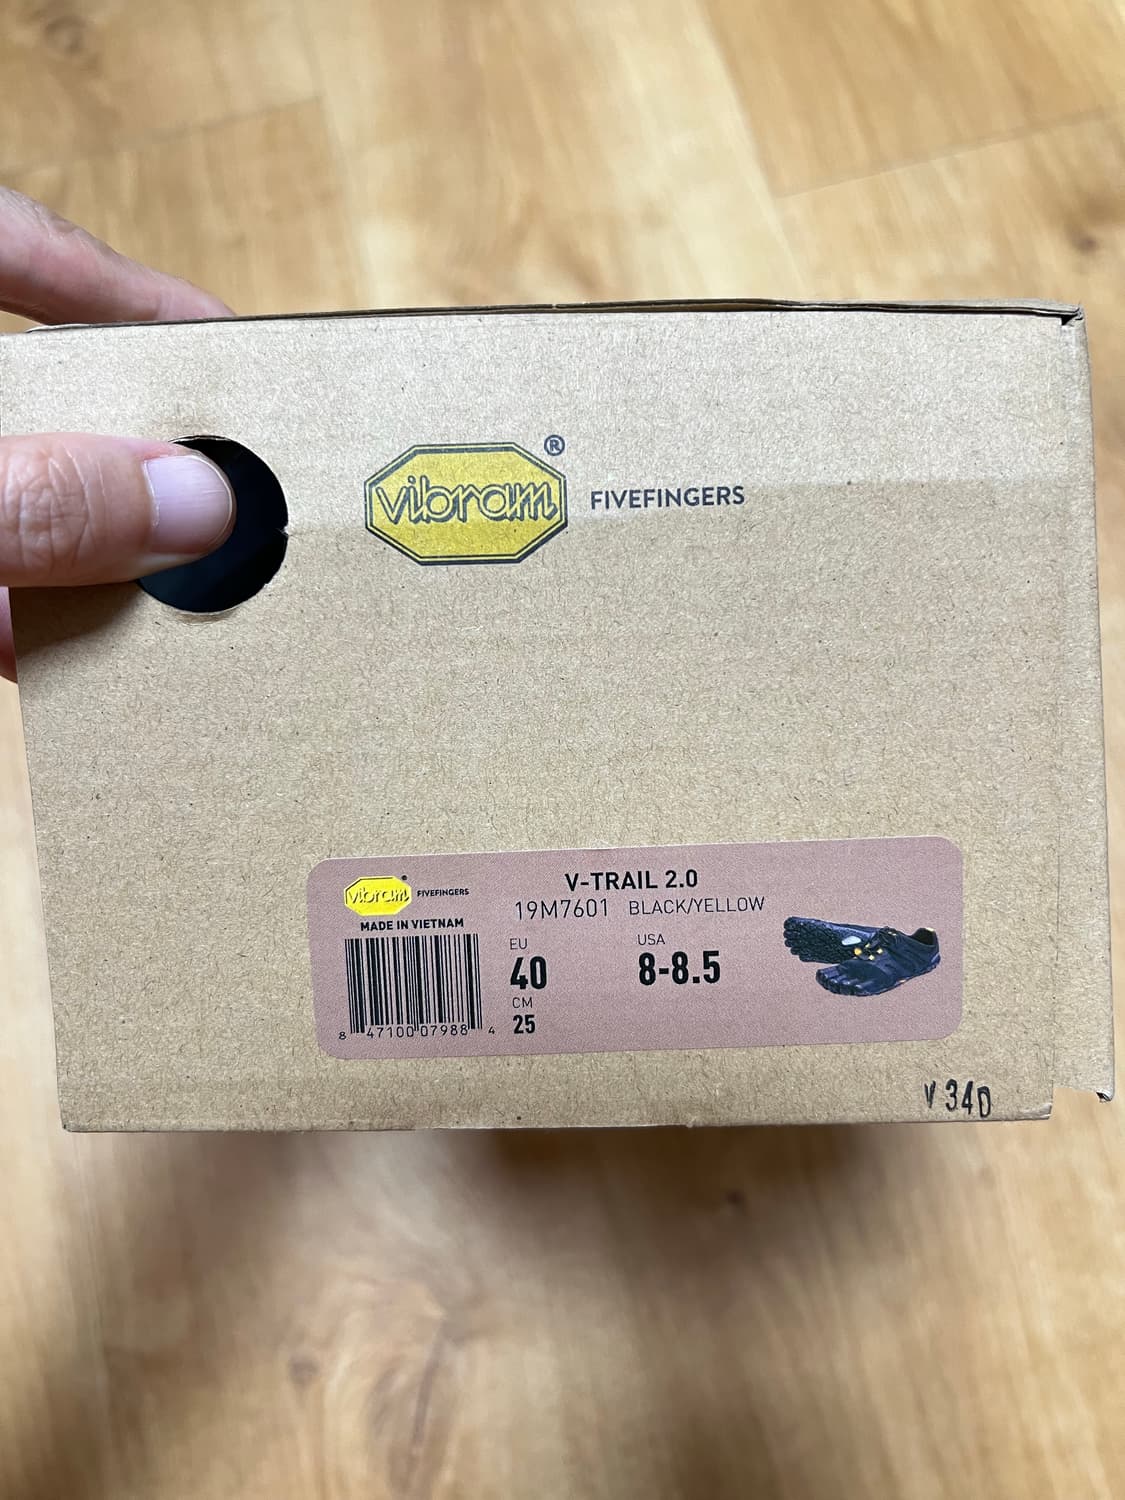 vibram®
FIVEFINGERS
vibram
FIVEFINGERS
MADE IN VIETNAM
8 47100 07988 4
V-TRAIL 2.0
19M7601 BLACK/YELLOW
EU
40
CM
25
USA
8-8.5
V 340